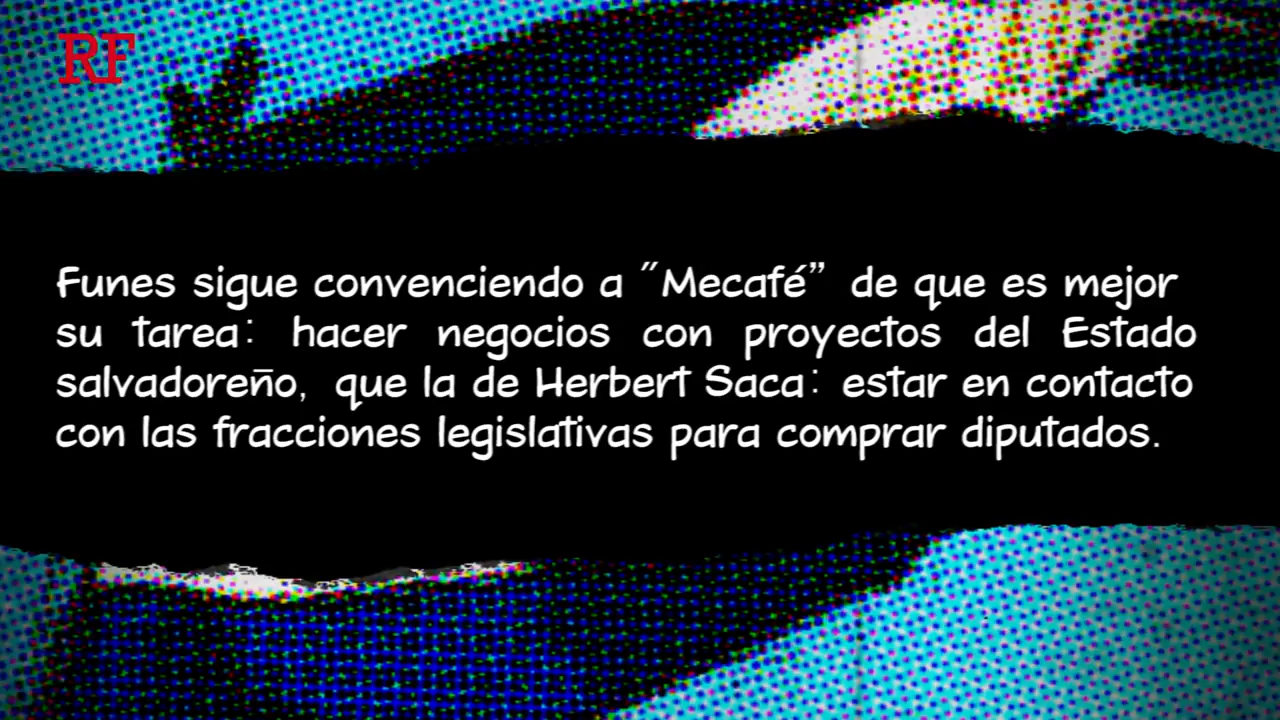 RF
Funes sigue convenciendo a "Mecafé" de que es mejor
su tarea: hacer negocios con proyectos del Estado
salvadoreño, que la de Herbert Saca: estar en contacto
con las fracciones legislativas para comprar diputados.